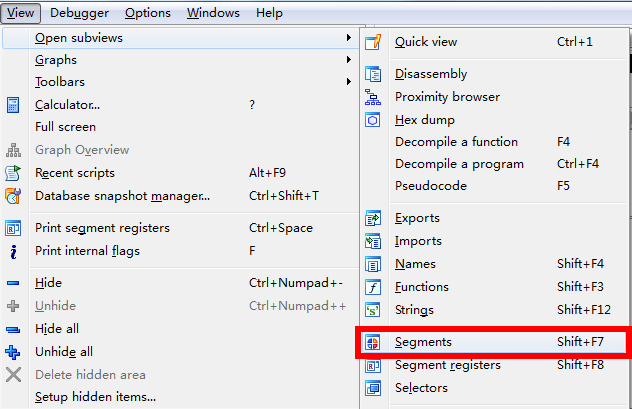 View Debugger Options Windows Help
Open subviews
Graphs
Toolbars
Calculator... ?
Full screen
Graph Overview
Recent scripts Alt+F9
Database snapshot manager... Ctrl+Shift+T
Print segment registers Ctrl+Space
Print internal flags F
Hide Ctrl+Numpad+-
Unhide Ctrl+Numpad++
Hide all
Unhide all
Delete hidden area
Setup hidden items...
Quick view Ctrl+1
Disassembly
Proximity browser
Hex dump
Decompile a function F4
Decompile a program Ctrl+F4
Pseudocode F5
Exports
Imports
Names Shift+F4
Functions Shift+F3
Strings Shift+F12
Segments Shift+F7
Segment registers Shift+F8
Selectors